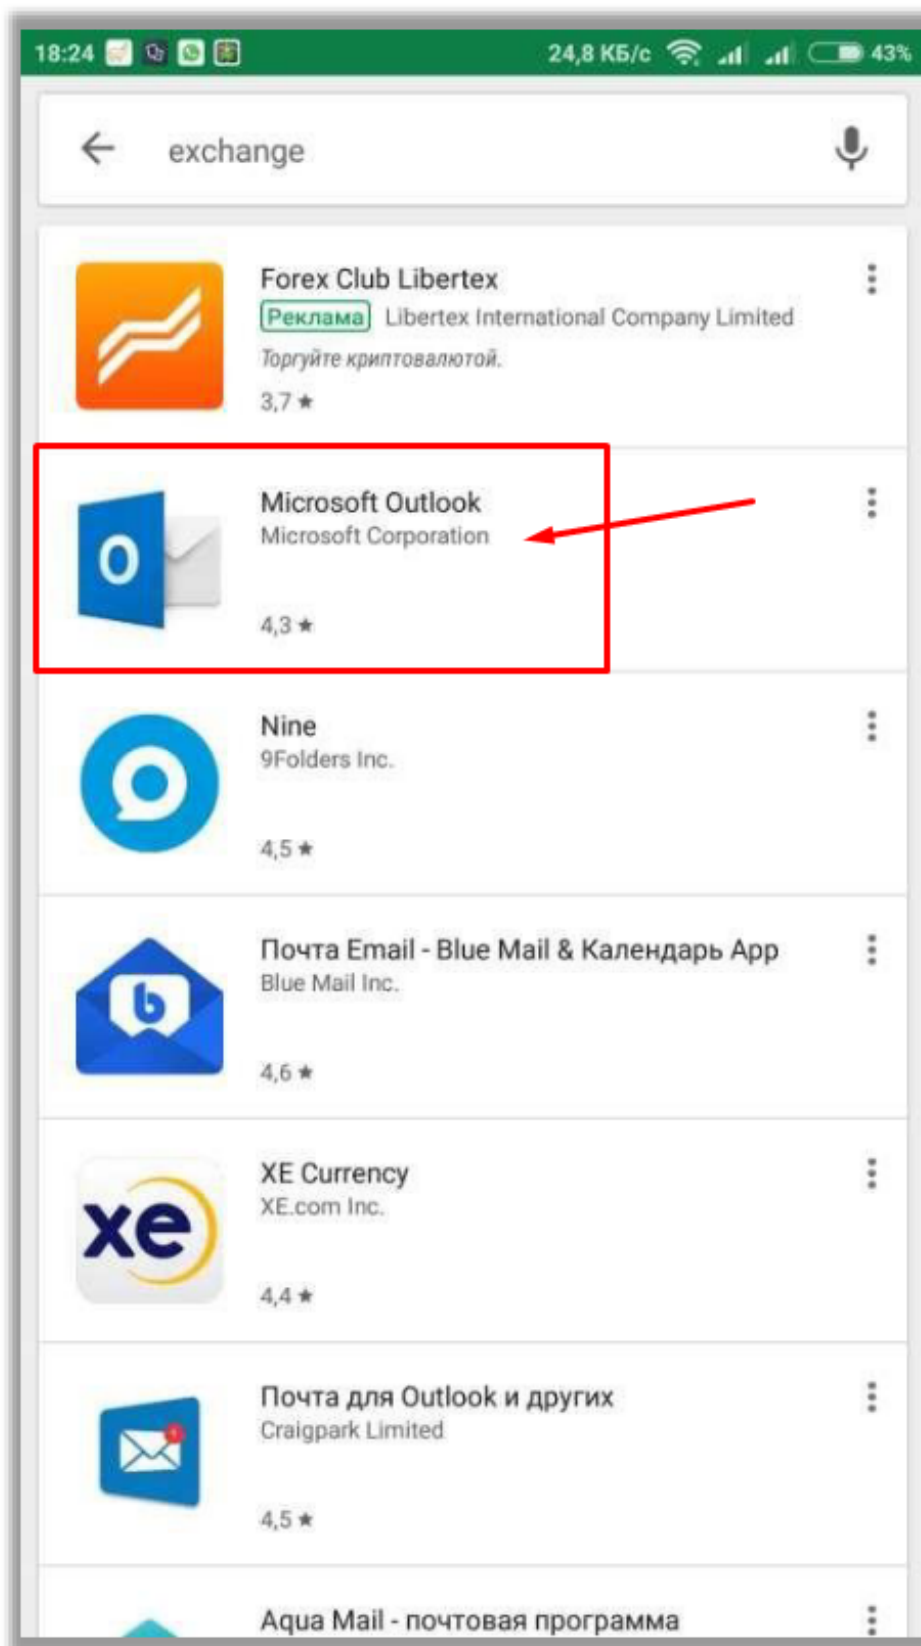 18:24 24,8 КБ/с 43%
exchange
Forex Club Libertex
Реклама Libertex International Company Limited
Торгуйте криптовалютой.
3,7 ★
Microsoft Outlook
Microsoft Corporation
O
4,3 ★
Nine
9Folders Inc.
4,5 ★
Почта Email - Blue Mail & Календарь App
Blue Mail Inc.
b
4,6 ★
XE Currency
XE.com Inc.
xe
4,4 ★
Почта для Outlook и других
Craigpark Limited
4,5 ★
Aqua Mail - почтовая программа